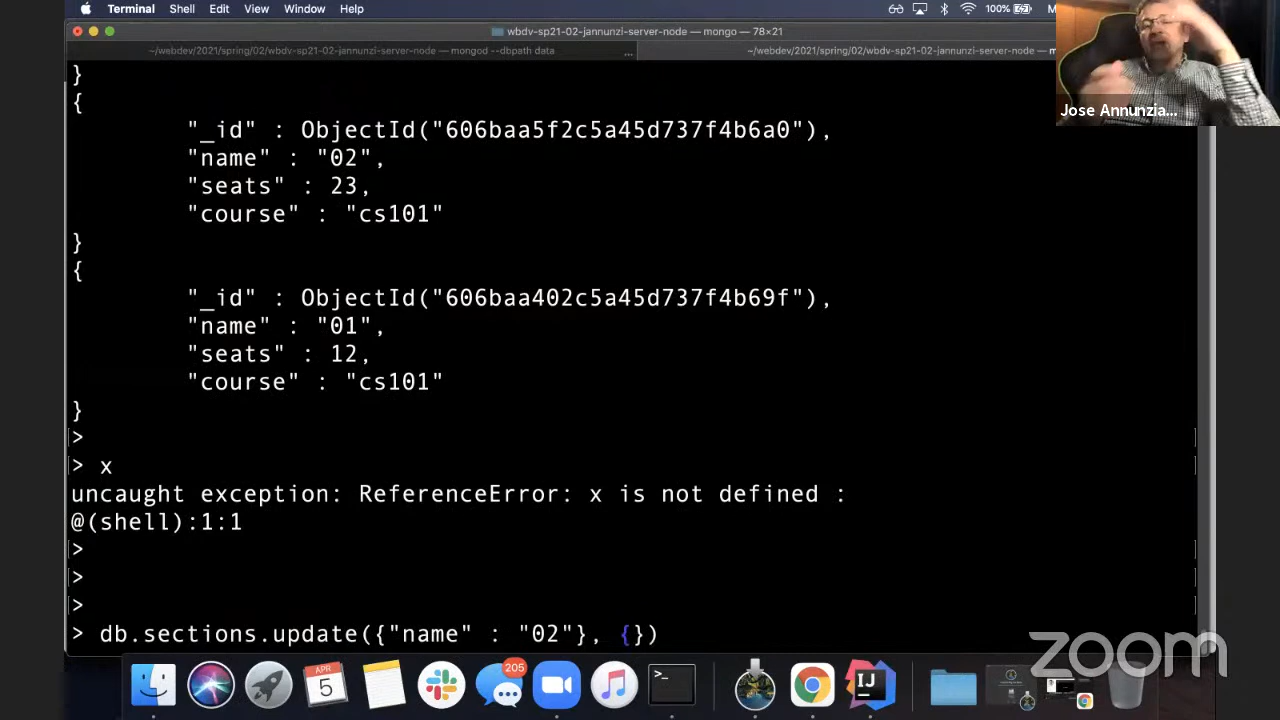 Terminal Shell Edit View Window Help 100%
wbdv-sp21-02-jannunzi-server-node — mongo — 78×21
~/webdev/2021/spring/02/wbdv-sp21-02-jannunzi-server-node — mongod --dbpath data ... ~/webdev/2021/spring/02/wbdv-sp21-02-jannunzi-server-node — m
}
{
"_id" : ObjectId("606baa5f2c5a45d737f4b6a0"),
"name" : "02",
"seats" : 23,
"course" : "cs101"
}
{
"_id" : ObjectId("606baa402c5a45d737f4b69f"),
"name" : "01",
"seats" : 12,
"course" : "cs101"
}
>
> x
uncaught exception: ReferenceError: x is not defined :
@(shell):1:1
>
>
>
> db.sections.update({"name" : "02"}, {})
Jose Annunzia...
zoom
APR
5
205
>_
IJ